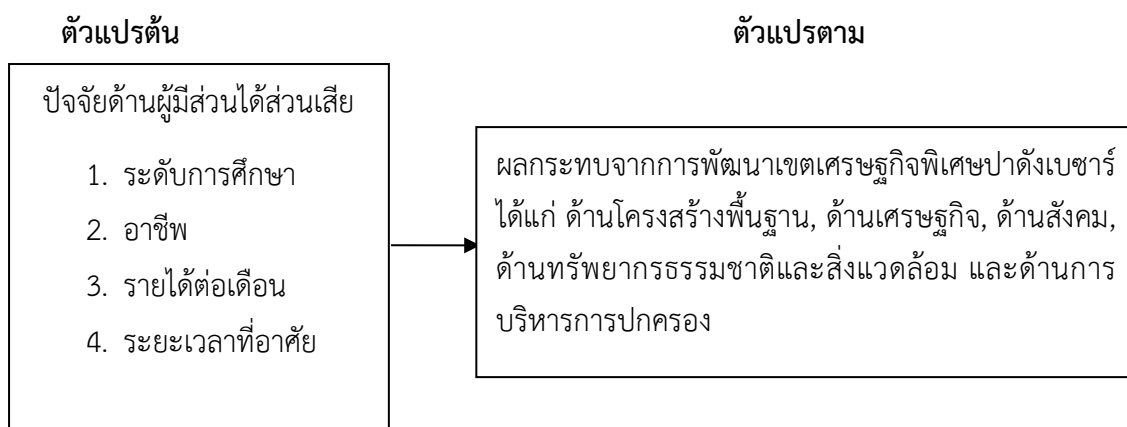 ตัวแปรต้น
ตัวแปรตาม
ปัจจัยด้านผู้มีส่วนได้ส่วนเสีย
1. ระดับการศึกษา
2. อาชีพ
3. รายได้ต่อเดือน
4. ระยะเวลาที่อาศัย
ผลกระทบจากการพัฒนาเขตเศรษฐกิจพิเศษปาดังเบซาร์
ได้แก่ ด้านโครงสร้างพื้นฐาน, ด้านเศรษฐกิจ, ด้านสังคม,
ด้านทรัพยากรธรรมชาติและสิ่งแวดล้อม และด้านการ
บริหารการปกครอง